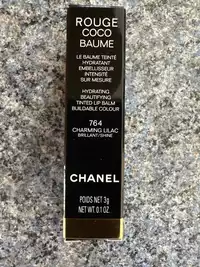 ROUGE
COCO
BAUME
LE BAUME TEINTÉ
HYDRATANT
EMBELLISSEUR
INTENSITÉ
SUR MESURE
HYDRATING
BEAUTIFYING
TINTED LIP BALM
BUILDABLE COLOUR
764
CHARMING LILAC
BRILLANT/SHINE
CHANEL
POIDS NET 3g
NET WT. 0.1 OZ.